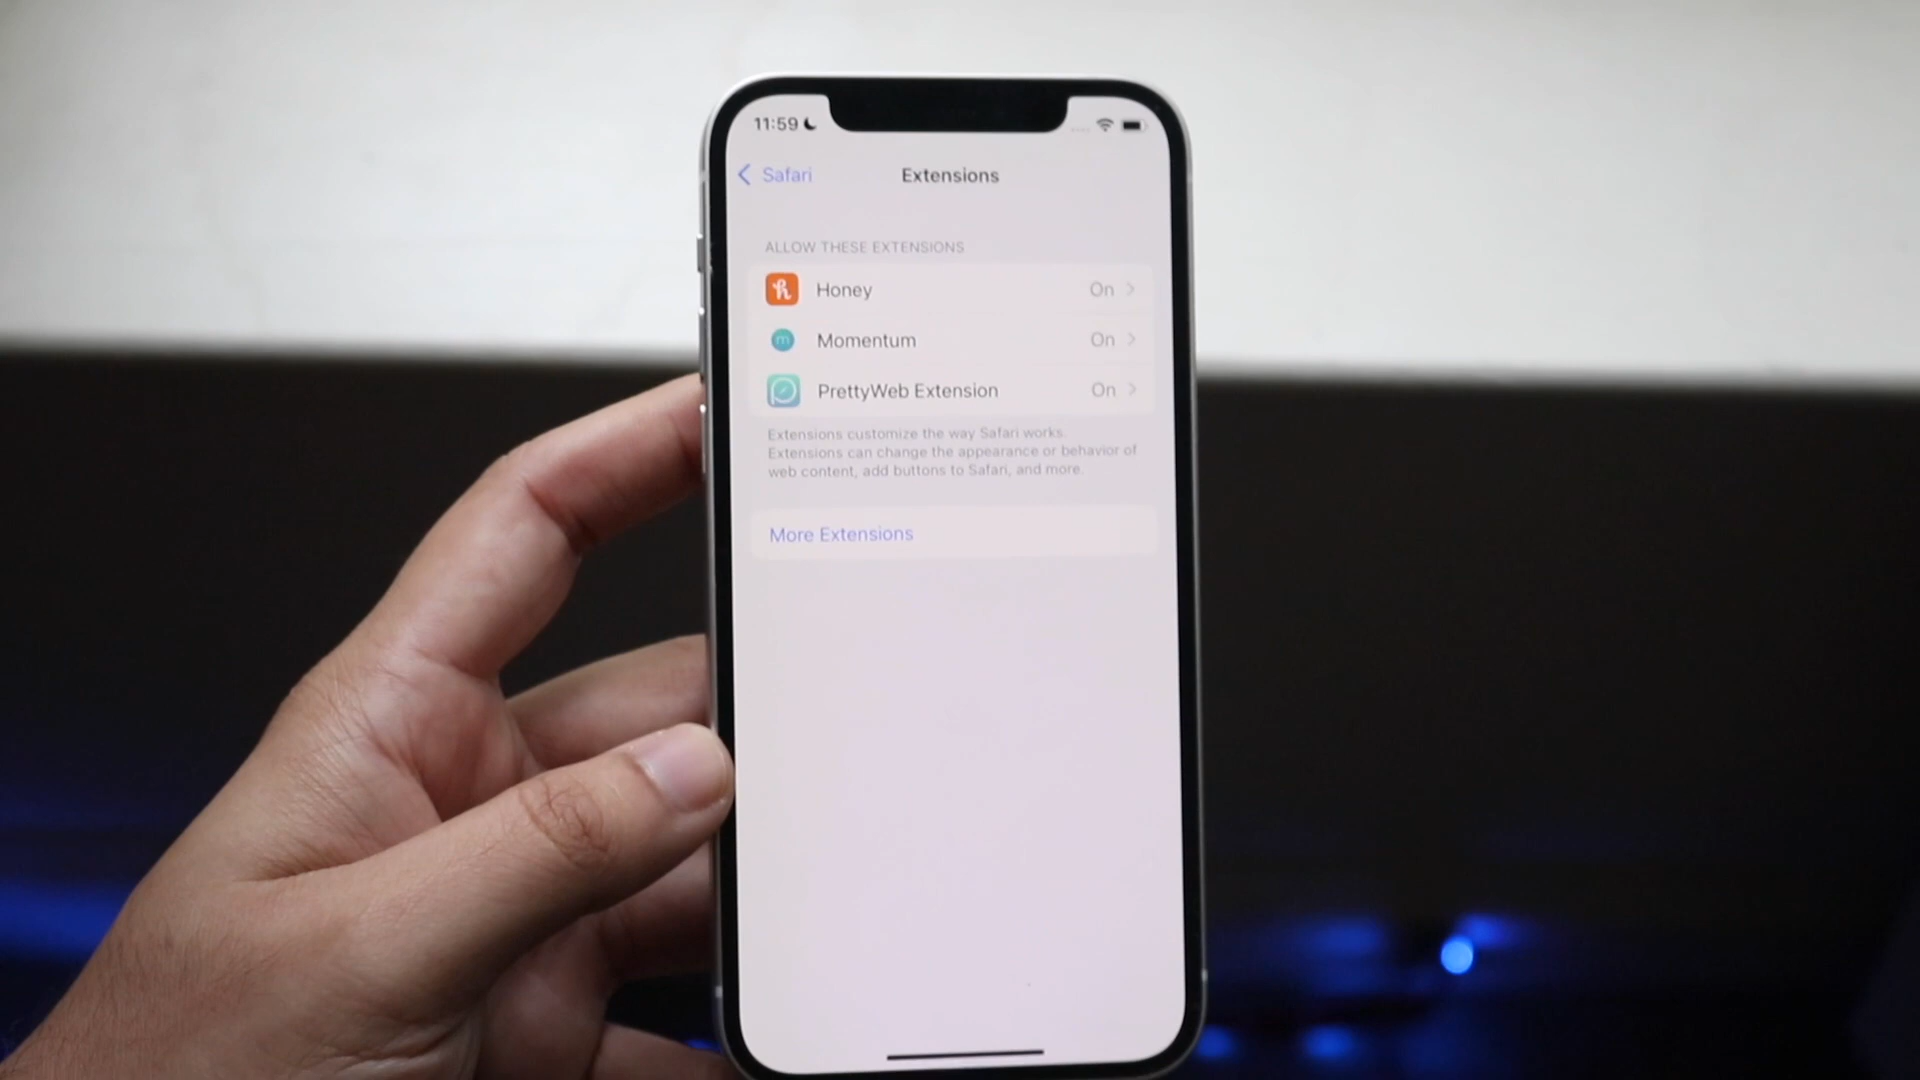 11:59
Safari
Extensions
ALLOW THESE EXTENSIONS
Honey On
m Momentum On
PrettyWeb Extension On
Extensions customize the way Safari works.
Extensions can change the appearance or behavior of
web content, add buttons to Safari, and more.
More Extensions